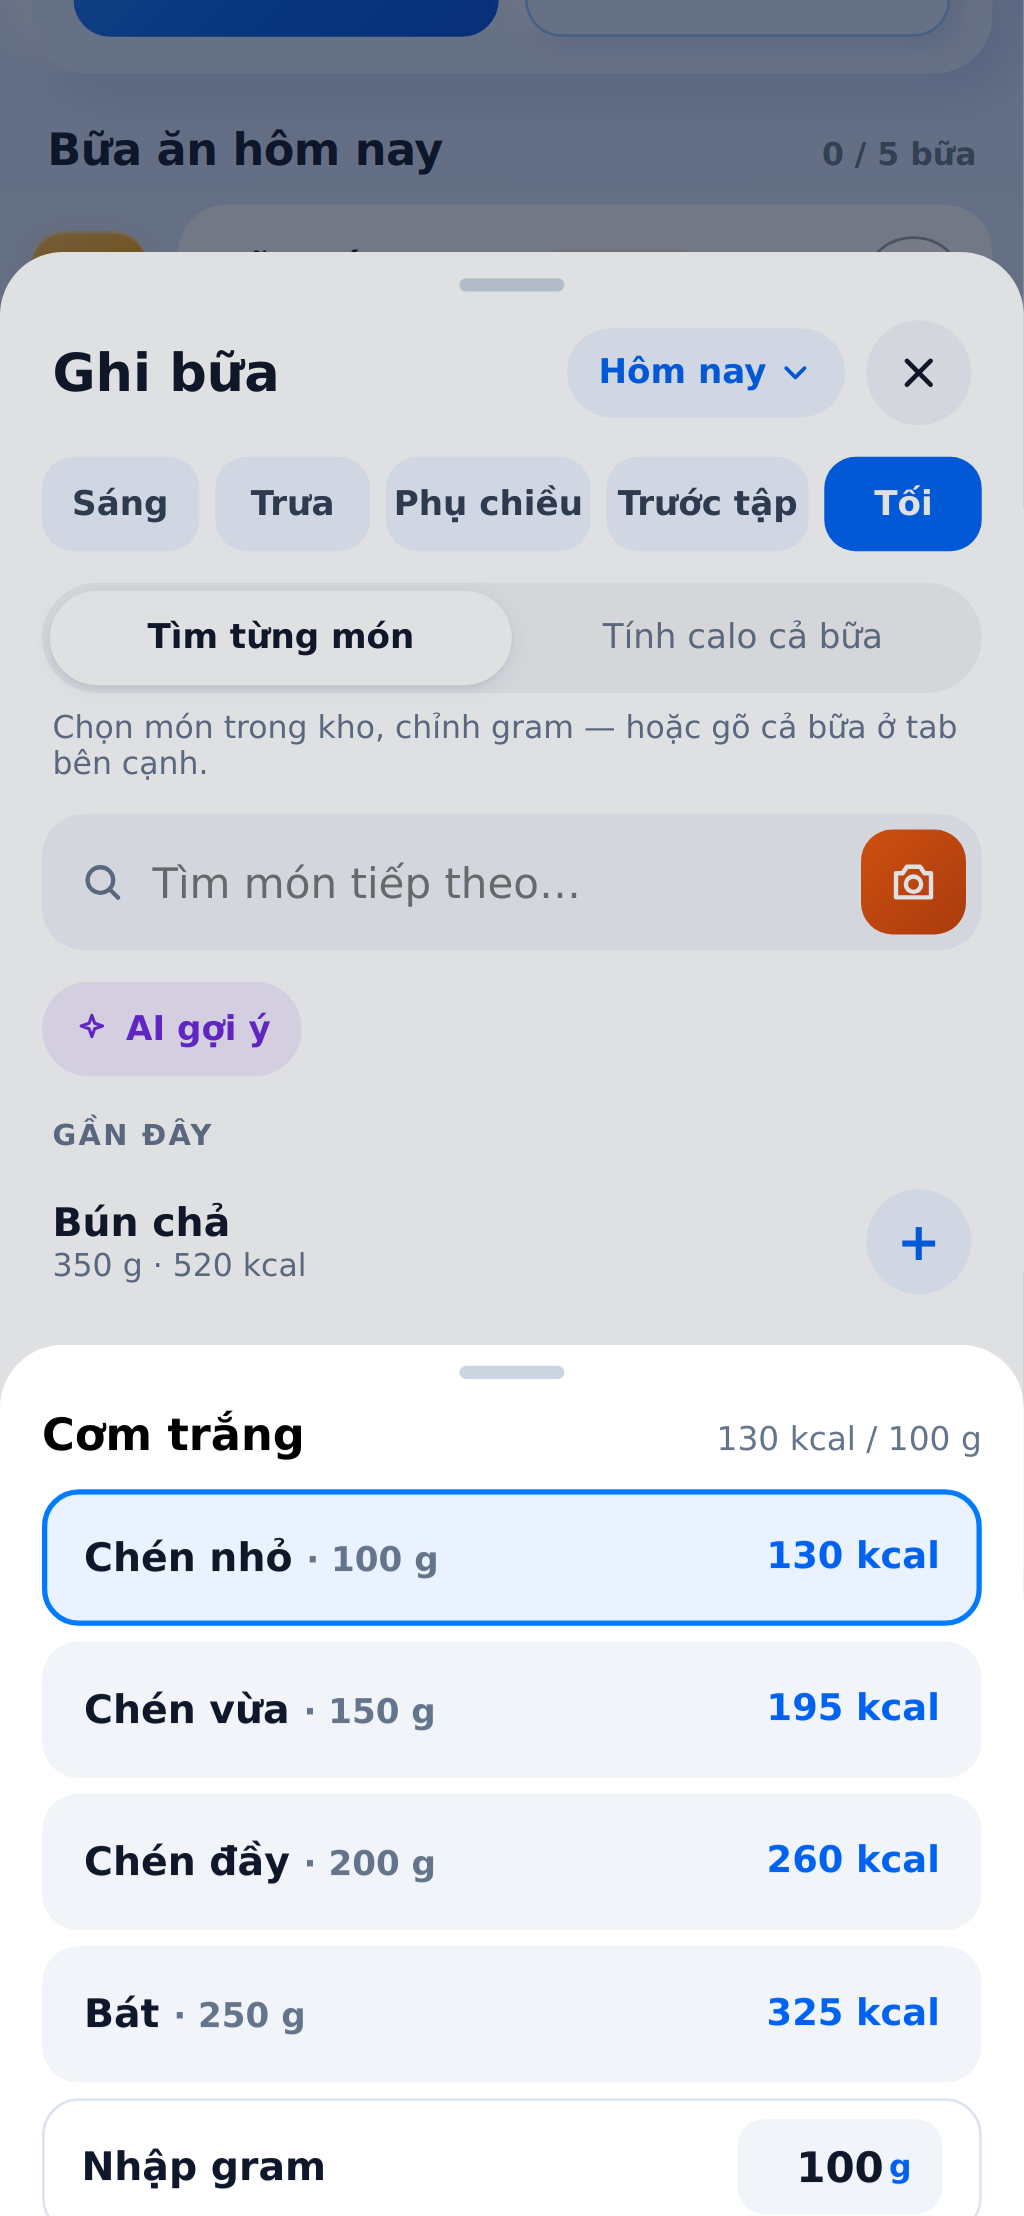 Bữa ăn hôm nay
0 / 5 bữa
Ghi bữa
Hôm nay
Sáng
Trưa
Phụ chiều
Trước tập
Tối
Tìm từng món
Tính calo cả bữa
Chọn món trong kho, chỉnh gram — hoặc gõ cả bữa ở tab
bên cạnh.
Tìm món tiếp theo...
AI gợi ý
GẦN ĐÂY
Bún chả
350 g · 520 kcal
Cơm trắng
130 kcal / 100 g
Chén nhỏ · 100 g
130 kcal
Chén vừa · 150 g
195 kcal
Chén đầy · 200 g
260 kcal
Bát · 250 g
325 kcal
Nhập gram
100 g